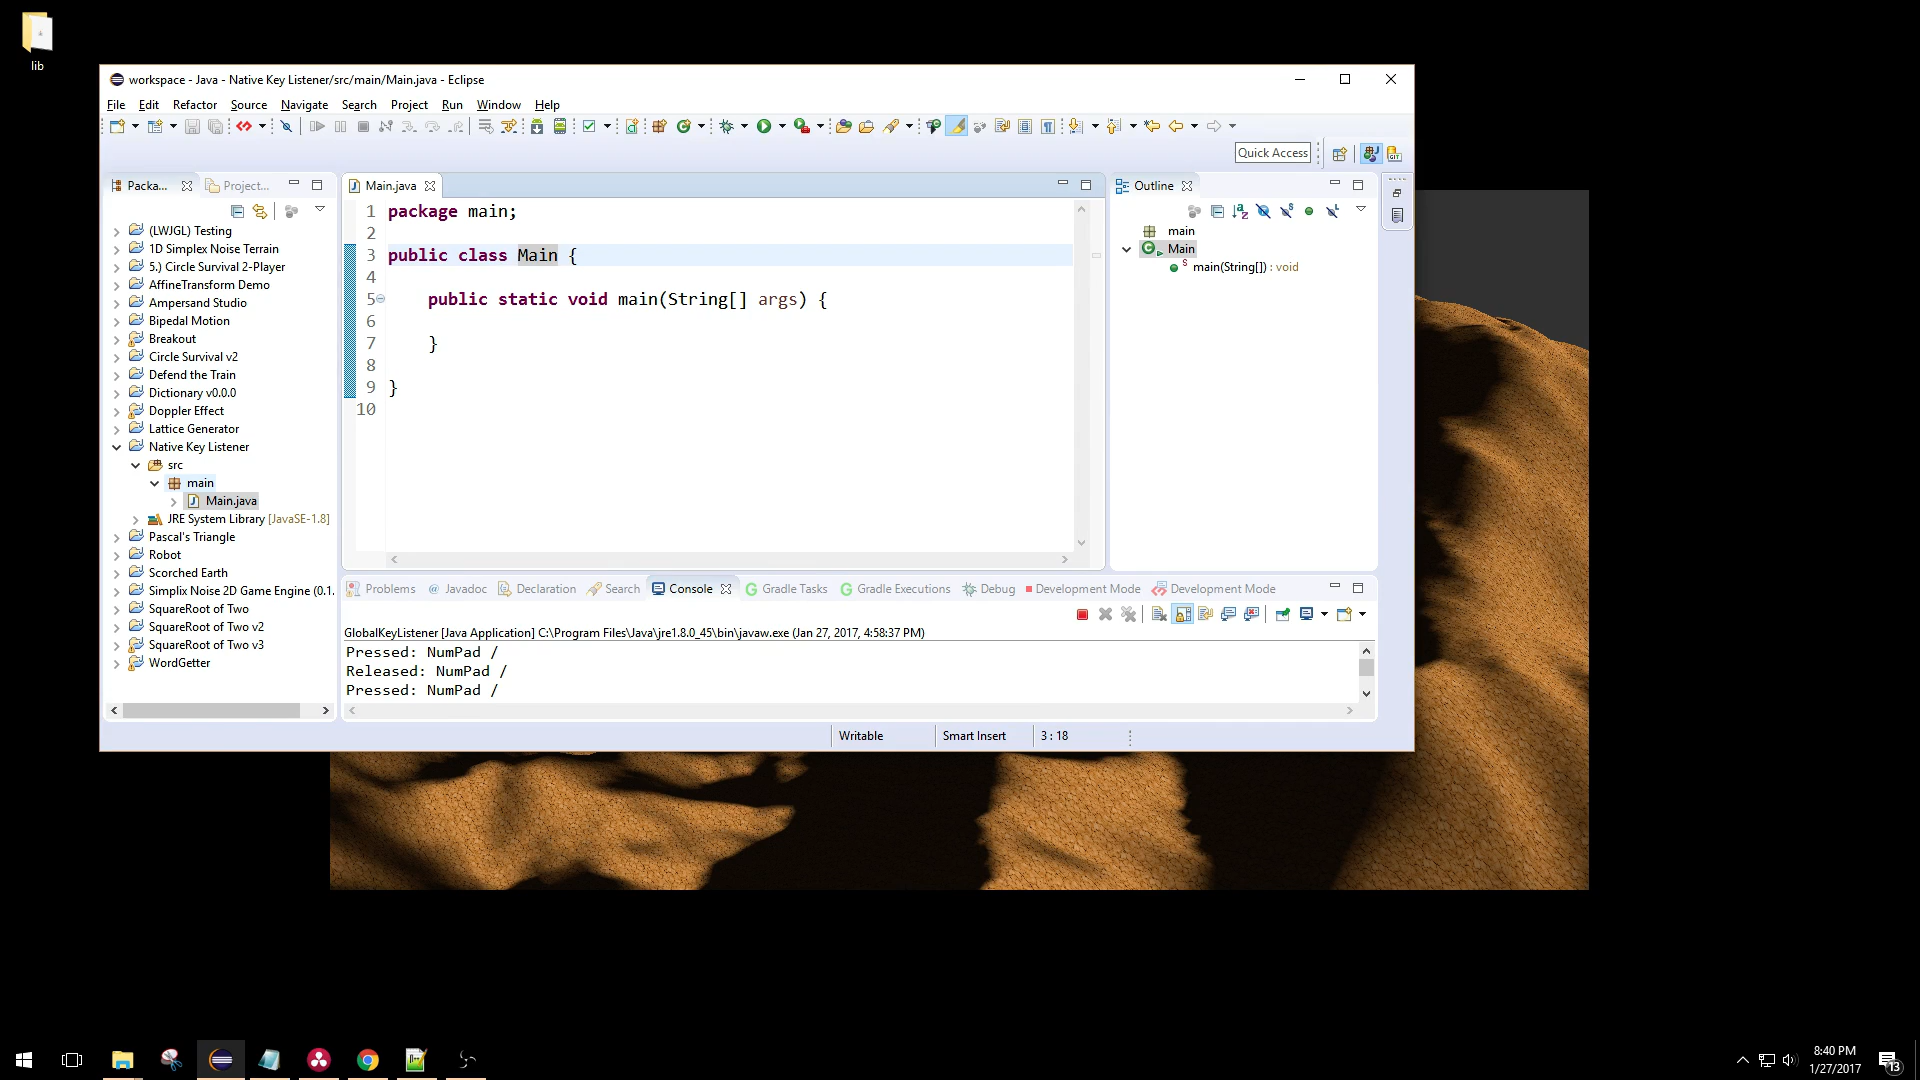 lib
workspace - Java - Native Key Listener/src/main/Main.java - Eclipse
File Edit Refactor Source Navigate Search Project Run Window Help
Quick Access
Packa... Project...
(LWJGL) Testing
1D Simplex Noise Terrain
5.) Circle Survival 2-Player
AffineTransform Demo
Ampersand Studio
Bipedal Motion
Breakout
Circle Survival v2
Defend the Train
Dictionary v0.0.0
Doppler Effect
Lattice Generator
Native Key Listener
src
main
Main.java
JRE System Library [JavaSE-1.8]
Pascal's Triangle
Robot
Scorched Earth
Simplix Noise 2D Game Engine (0.1.
SquareRoot of Two
SquareRoot of Two v2
SquareRoot of Two v3
WordGetter
Main.java
1 package main;
2
3 public class Main {
4
5 public static void main(String[] args) {
6
7 }
8
9 }
10
Outline
main
Main
main(String[]) : void
Problems Javadoc Declaration Search Console Gradle Tasks Gradle Executions Debug Development Mode Development Mode
GlobalKeyListener [Java Application] C:\Program Files\Java\jre1.8.0_45\bin\javaw.exe (Jan 27, 2017, 4:58:37 PM)
Pressed: NumPad /
Released: NumPad /
Pressed: NumPad /
Writable Smart Insert 3 : 18
8:40 PM
1/27/2017
13